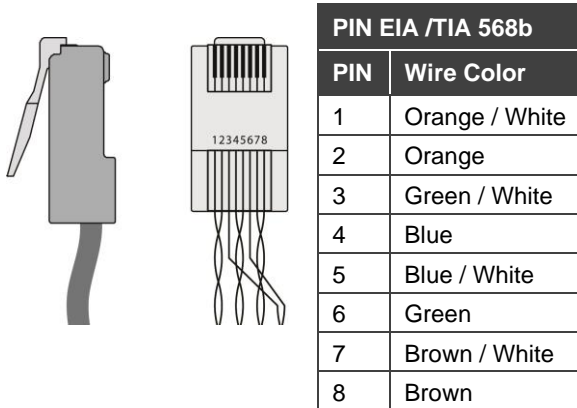 12345678
PIN EIA /TIA 568b
PIN Wire Color
1 Orange / White
2 Orange
3 Green / White
4 Blue
5 Blue / White
6 Green
7 Brown / White
8 Brown